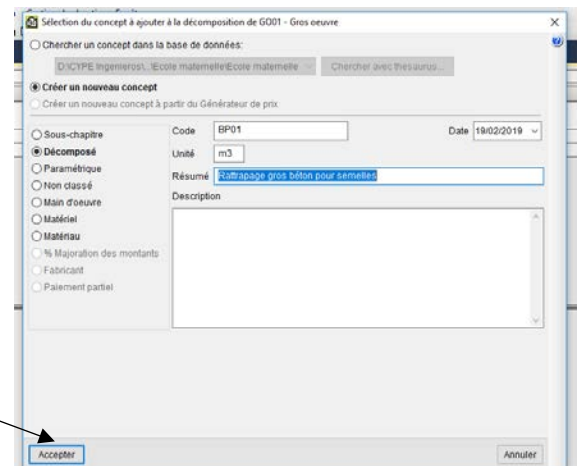 Sélection du concept à ajouter à la décomposition de GO01 - Gros oeuvre
Chercher un concept dans la base de données:
D:\CYPE Ingenieros\...\Ecole maternelle\Ecole maternelle
Chercher avec thesaurus...
Créer un nouveau concept
Créer un nouveau concept à partir du Générateur de prix
Sous-chapitre
Décomposé
Paramétrique
Non classé
Main d'oeuvre
Matériel
Matériau
% Majoration des montants
Fabricant
Paiement partiel
Code BP01 Date 19/02/2019
Unité m3
Résumé Rattrapage gros béton pour semelles
Description
Accepter Annuler